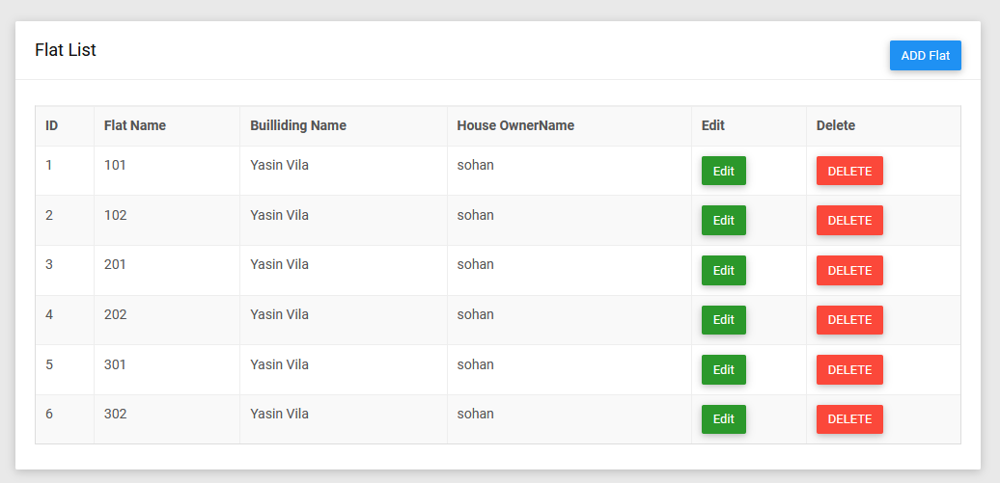 Flat List
ADD Flat
ID Flat Name Builliding Name House OwnerName Edit Delete
1 101 Yasin Vila sohan Edit DELETE
2 102 Yasin Vila sohan Edit DELETE
3 201 Yasin Vila sohan Edit DELETE
4 202 Yasin Vila sohan Edit DELETE
5 301 Yasin Vila sohan Edit DELETE
6 302 Yasin Vila sohan Edit DELETE